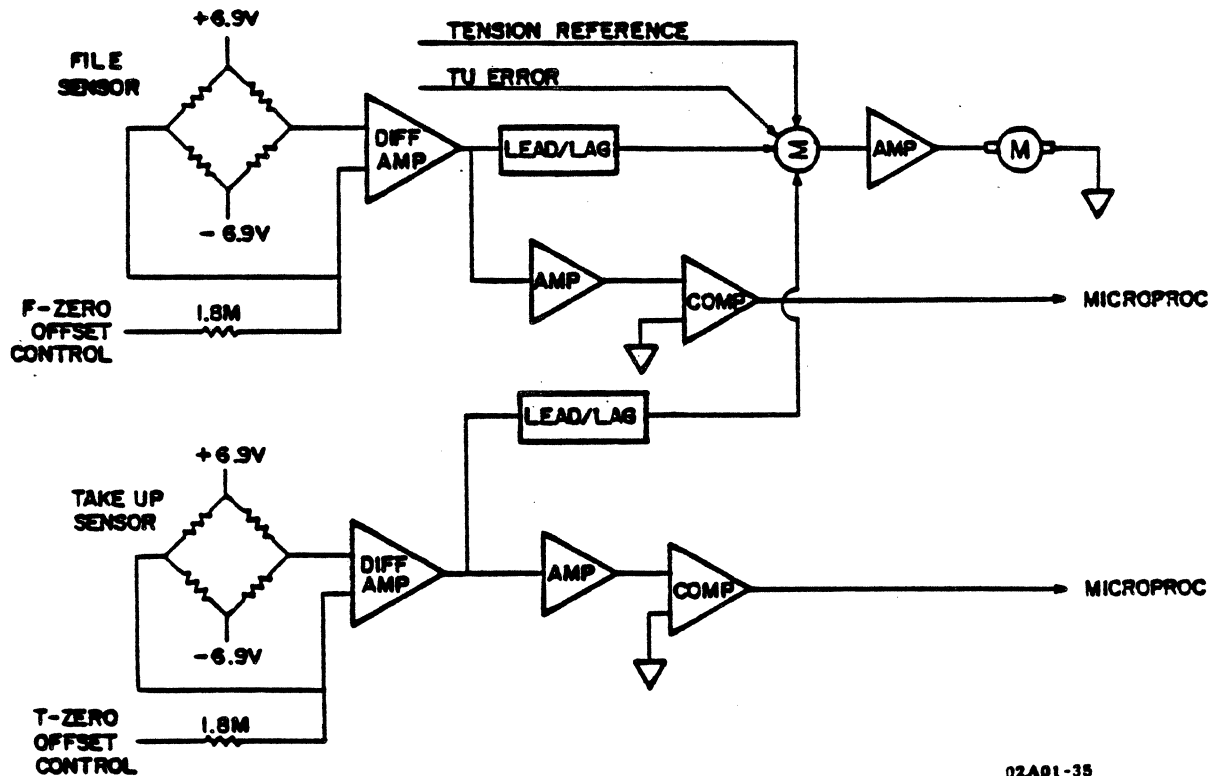 +6.9V
FILE
SENSOR
TENSION REFERENCE
TU ERROR
DIFF
AMP
LEAD/LAG
Σ
AMP
M
- 6.9V
AMP
COMP
MICROPROC
F-ZERO
OFFSET
CONTROL
1.8M
LEAD/LAG
+6.9V
TAKE UP
SENSOR
DIFF
AMP
AMP
COMP
MICROPROC
-6.9V
T-ZERO
OFFSET
CONTROL
1.8M
02A01-35